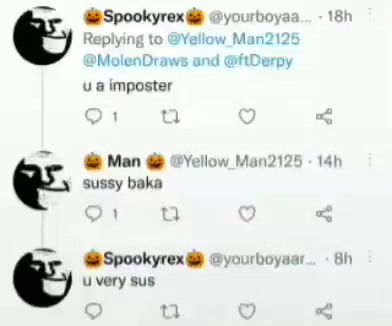 🎃Spookyrex🎃 @yourboyaa... · 18h
Replying to @Yellow_Man2125
@MolenDraws and @ftDerpy
u a imposter
1
🎃 Man 🎃 @Yellow_Man2125 · 14h
sussy baka
1
🎃Spookyrex🎃 @yourboyaar... · 8h
u very sus